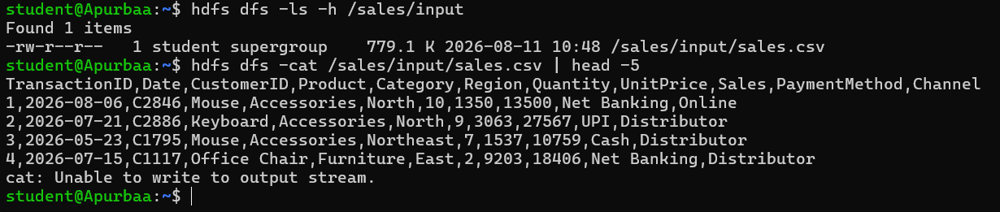 student@Apurbaa:~$ hdfs dfs -ls -h /sales/input
Found 1 items
-rw-r--r--   1 student supergroup    779.1 K 2026-08-11 10:48 /sales/input/sales.csv
student@Apurbaa:~$ hdfs dfs -cat /sales/input/sales.csv | head -5
TransactionID,Date,CustomerID,Product,Category,Region,Quantity,UnitPrice,Sales,PaymentMethod,Channel
1,2026-08-06,C2846,Mouse,Accessories,North,10,1350,13500,Net Banking,Online
2,2026-07-21,C2886,Keyboard,Accessories,North,9,3063,27567,UPI,Distributor
3,2026-05-23,C1795,Mouse,Accessories,Northeast,7,1537,10759,Cash,Distributor
4,2026-07-15,C1117,Office Chair,Furniture,East,2,9203,18406,Net Banking,Distributor
cat: Unable to write to output stream.
student@Apurbaa:~$